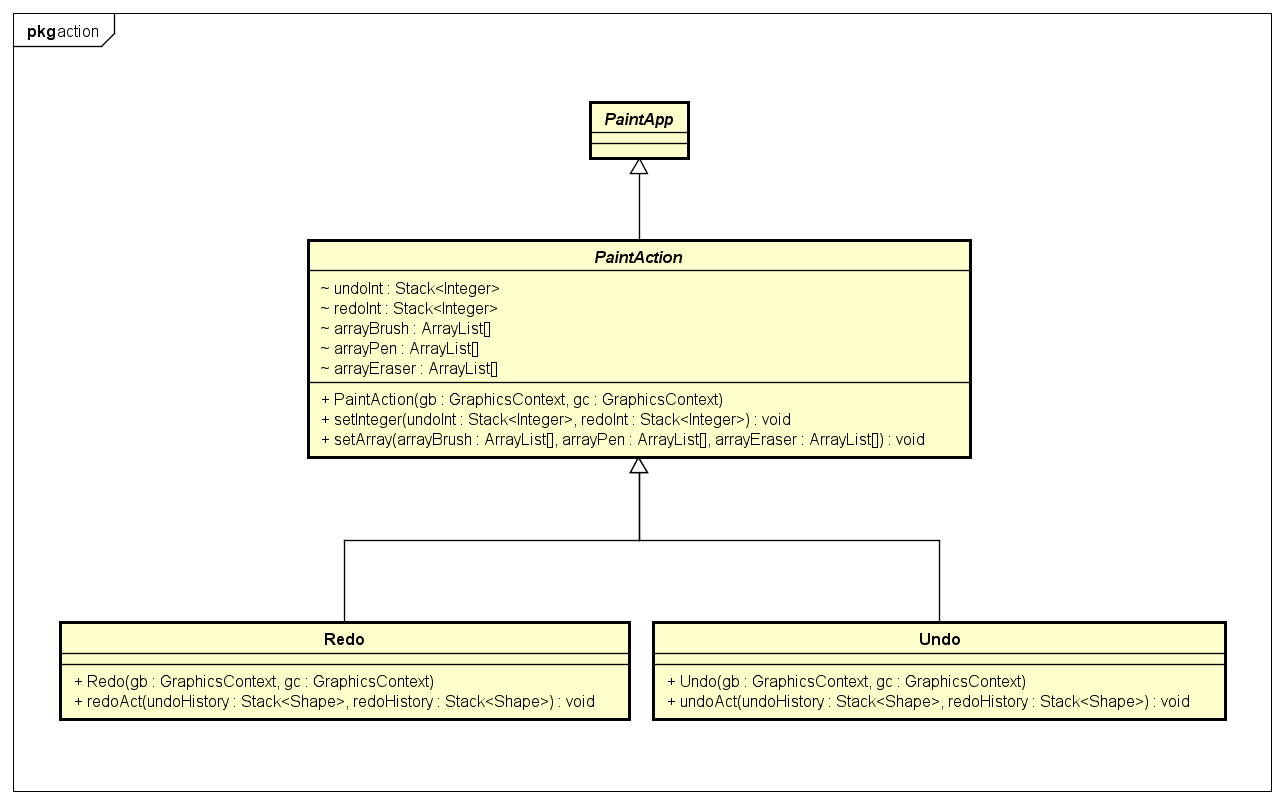 pkg action
PaintApp
PaintAction
~ undoInt : Stack<Integer>
~ redoInt : Stack<Integer>
~ arrayBrush : ArrayList[]
~ arrayPen : ArrayList[]
~ arrayEraser : ArrayList[]
+ PaintAction(gb : GraphicsContext, gc : GraphicsContext)
+ setInteger(undoInt : Stack<Integer>, redoInt : Stack<Integer>) : void
+ setArray(arrayBrush : ArrayList[], arrayPen : ArrayList[], arrayEraser : ArrayList[]) : void
Redo
+ Redo(gb : GraphicsContext, gc : GraphicsContext)
+ redoAct(undoHistory : Stack<Shape>, redoHistory : Stack<Shape>) : void
Undo
+ Undo(gb : GraphicsContext, gc : GraphicsContext)
+ undoAct(undoHistory : Stack<Shape>, redoHistory : Stack<Shape>) : void